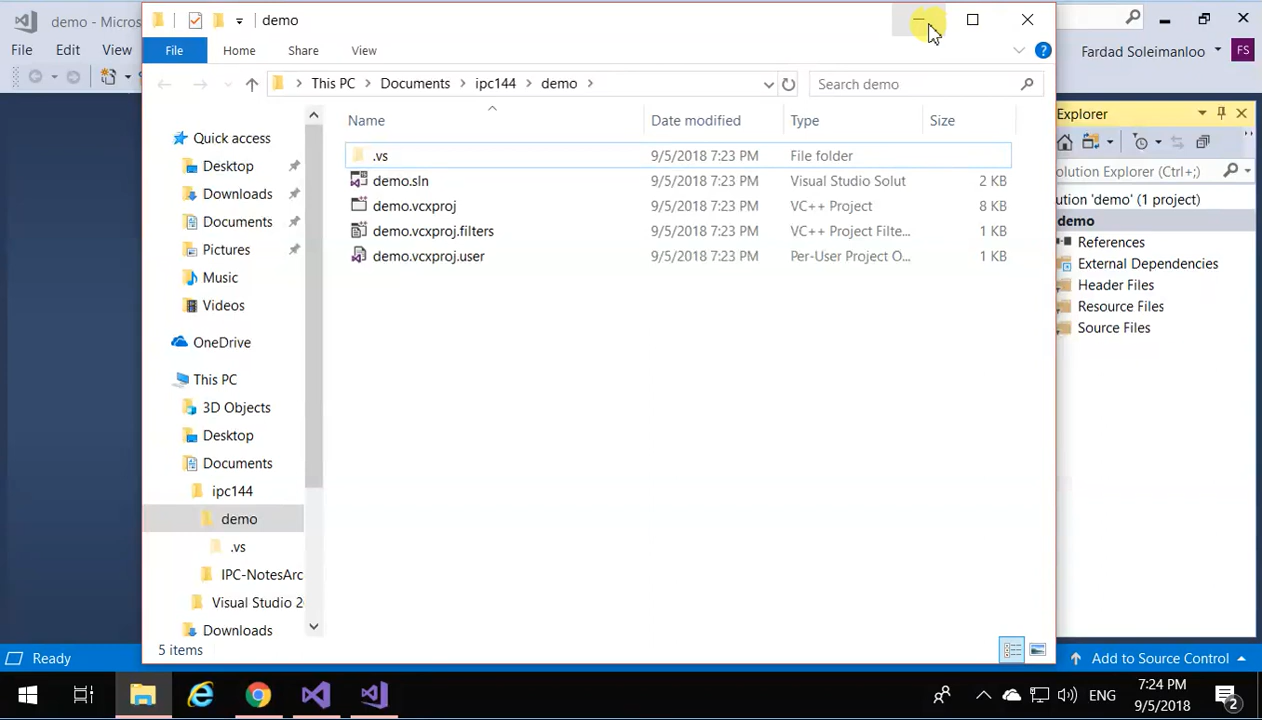 demo - Micros
demo
File Edit View
File Home Share View
Fardad Soleimanloo FS
This PC Documents ipc144 demo
Search demo
Explorer
Name Date modified Type Size
Quick access
.vs 9/5/2018 7:23 PM File folder
Desktop
demo.sln 9/5/2018 7:23 PM Visual Studio Solut 2 KB
olution Explorer (Ctrl+;)
Downloads
demo.vcxproj 9/5/2018 7:23 PM VC++ Project 8 KB
ution 'demo' (1 project)
Documents
demo.vcxproj.filters 9/5/2018 7:23 PM VC++ Project Filte... 1 KB
demo
Pictures
demo.vcxproj.user 9/5/2018 7:23 PM Per-User Project O... 1 KB
References
External Dependencies
Music
Header Files
Videos
Resource Files
Source Files
OneDrive
This PC
3D Objects
Desktop
Documents
ipc144
demo
.vs
IPC-NotesArc
Visual Studio 2
Downloads
5 items
Ready
Add to Source Control
ENG
7:24 PM
9/5/2018
2